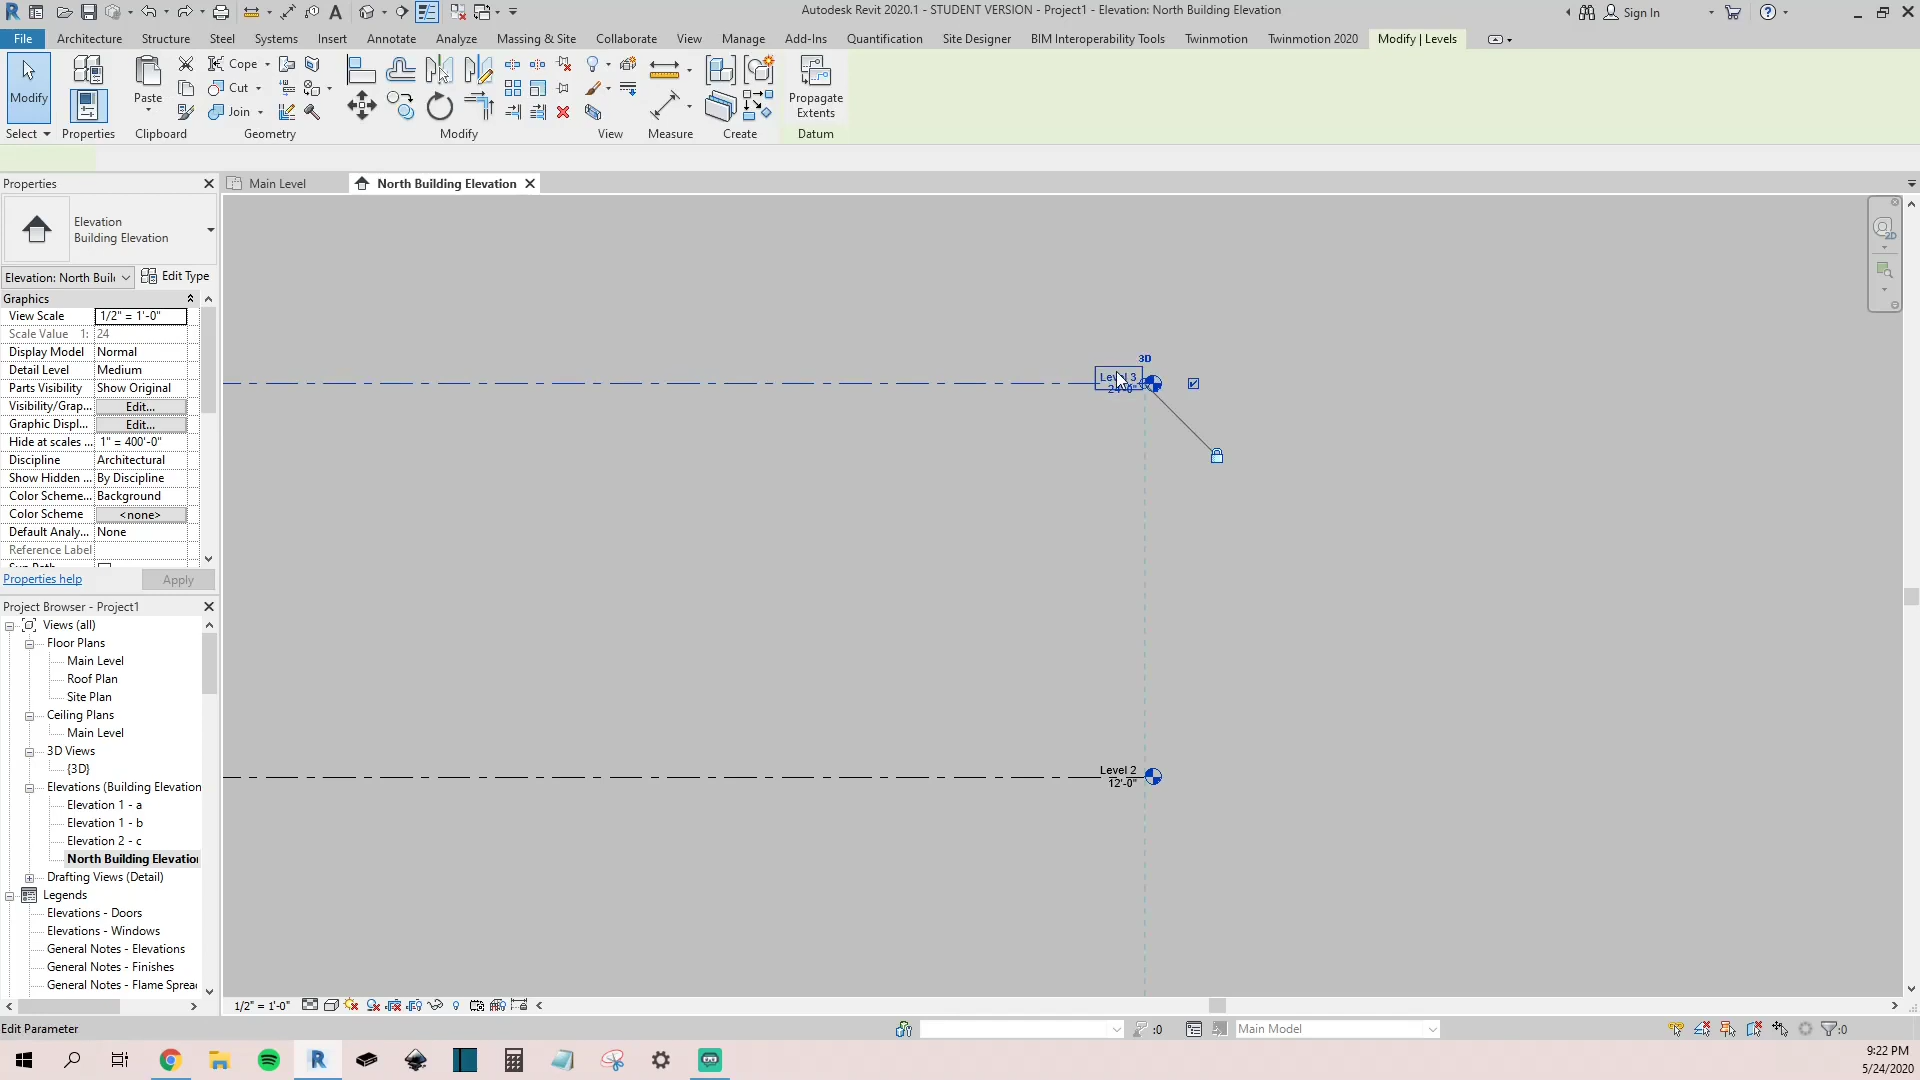 Autodesk Revit 2020.1 - STUDENT VERSION - Project1 - Elevation: North Building Elevation
Sign In
File
Architecture
Structure
Steel
Systems
Insert
Annotate
Analyze
Massing & Site
Collaborate
View
Manage
Add-Ins
Quantification
Site Designer
BIM Interoperability Tools
Twinmotion
Twinmotion 2020
Modify | Levels
Modify
Paste
Cope
Cut
Join
Propagate
Extents
Select
Properties
Clipboard
Geometry
Modify
View
Measure
Create
Datum
Properties
Main Level
North Building Elevation
Elevation
Building Elevation
Elevation: North Buil
Edit Type
Graphics
View Scale
1/2" = 1'-0"
Scale Value 1:
24
Display Model
Normal
Detail Level
Medium
Parts Visibility
Show Original
Visibility/Grap...
Edit...
Graphic Displ...
Edit...
Hide at scales ...
1" = 400'-0"
Discipline
Architectural
Show Hidden ...
By Discipline
Color Scheme...
Background
Color Scheme
<none>
Default Analy...
None
Reference Label
Properties help
Apply
Project Browser - Project1
Views (all)
Floor Plans
Main Level
Roof Plan
Site Plan
Ceiling Plans
Main Level
3D Views
{3D}
Elevations (Building Elevation
Elevation 1 - a
Elevation 1 - b
Elevation 2 - c
North Building Elevatio
Drafting Views (Detail)
Legends
Elevations - Doors
Elevations - Windows
General Notes - Elevations
General Notes - Finishes
General Notes - Flame Sprea
2D
3D
Level 3
24'-0"
Level 2
12'-0"
1/2" = 1'-0"
Edit Parameter
:0
Main Model
:0
9:22 PM
5/24/2020